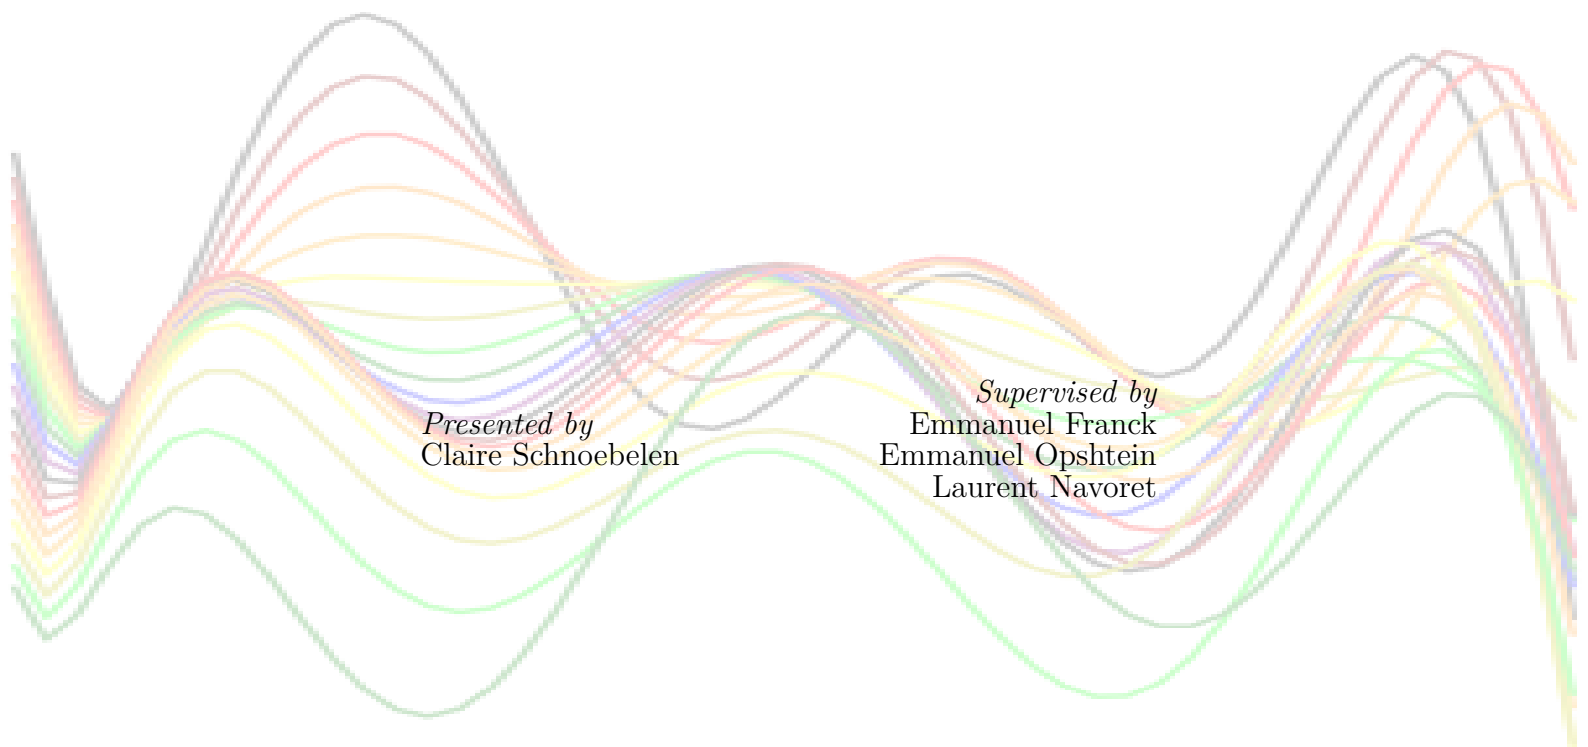 Presented by
Claire Schnoebelen
Supervised by
Emmanuel Franck
Emmanuel Opshtein
Laurent Navoret